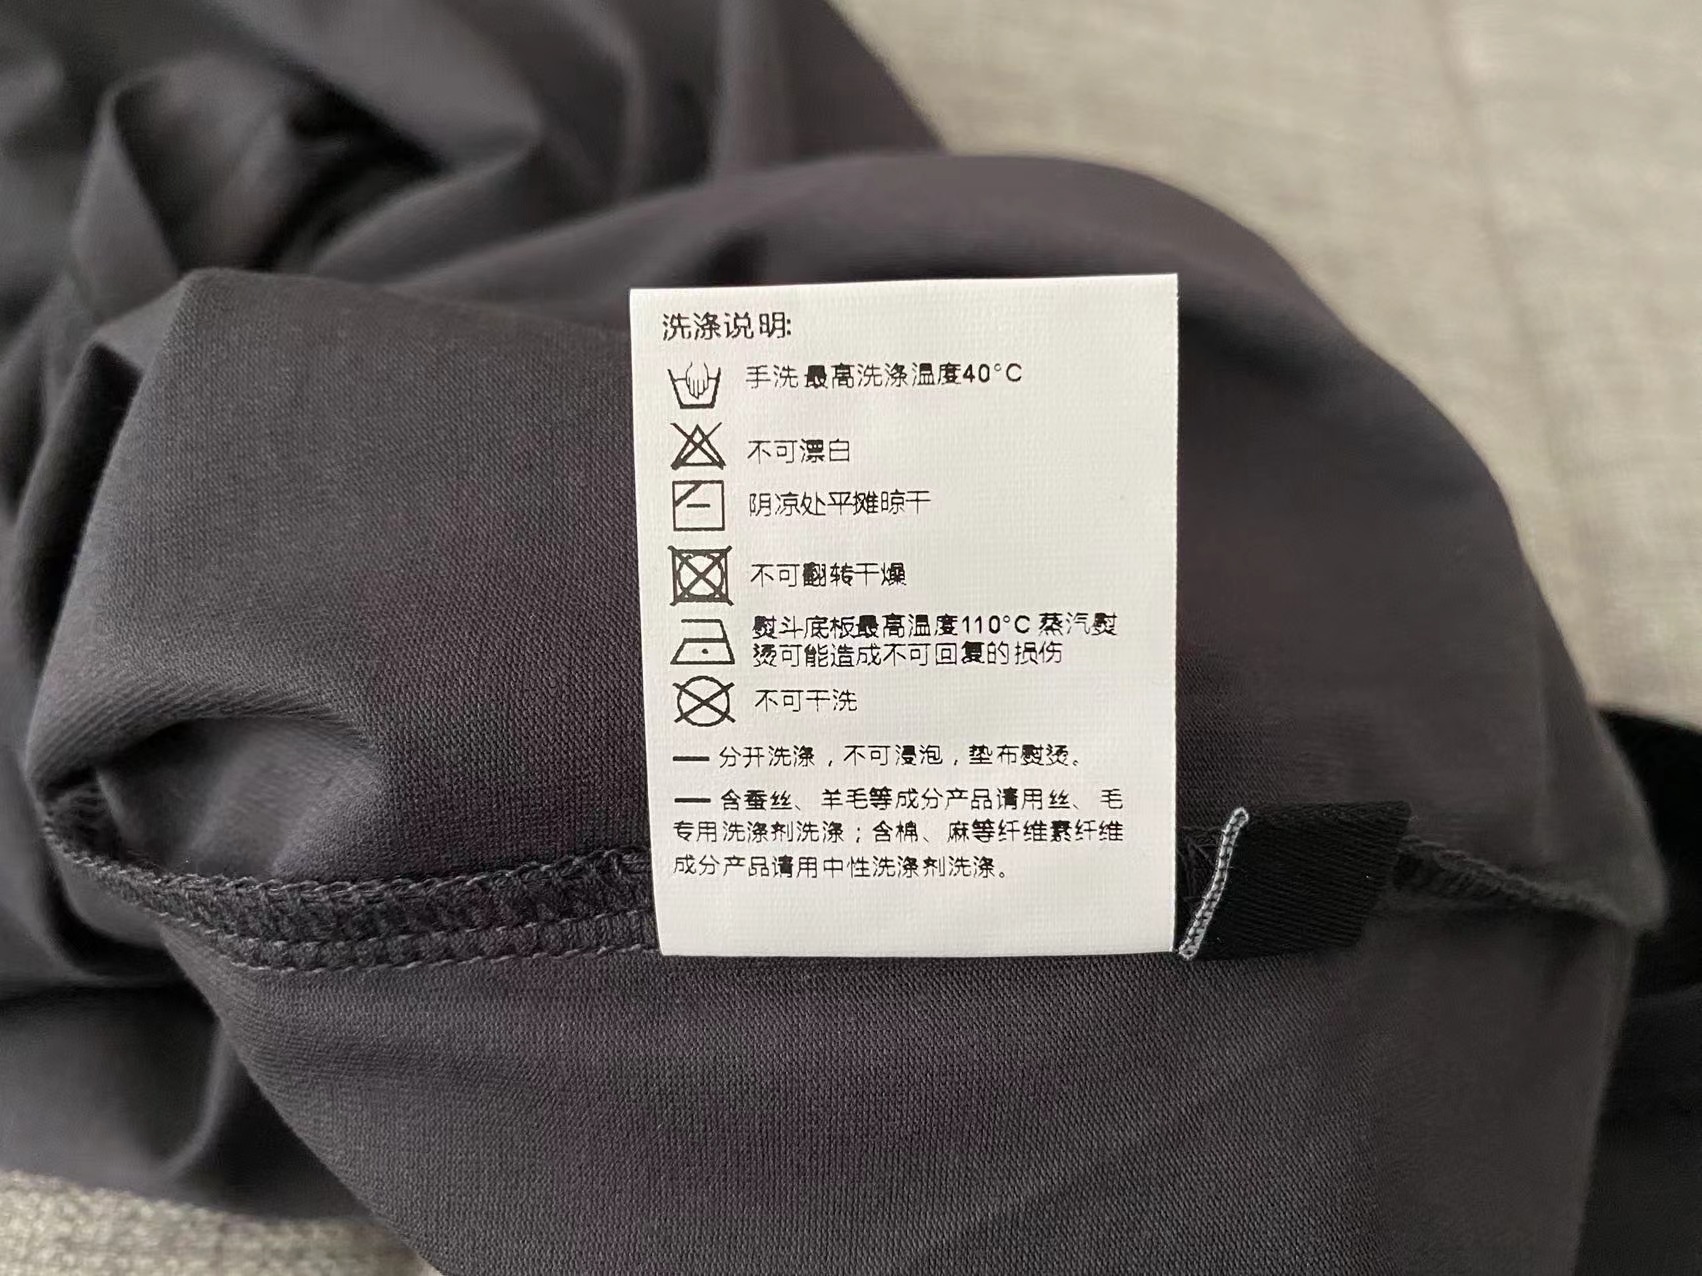 洗涤说明:
手洗 最高洗涤温度40°C
不可漂白
阴凉处平摊晾干
不可翻转干燥
熨斗底板最高温度110°C 蒸汽熨
烫可能造成不可回复的损伤
不可干洗
一 分开洗涤，不可浸泡，垫布熨烫。
一 含蚕丝、羊毛等成分产品请用丝、毛
专用洗涤剂洗涤；含棉、麻等纤维素纤维
成分产品请用中性洗涤剂洗涤。